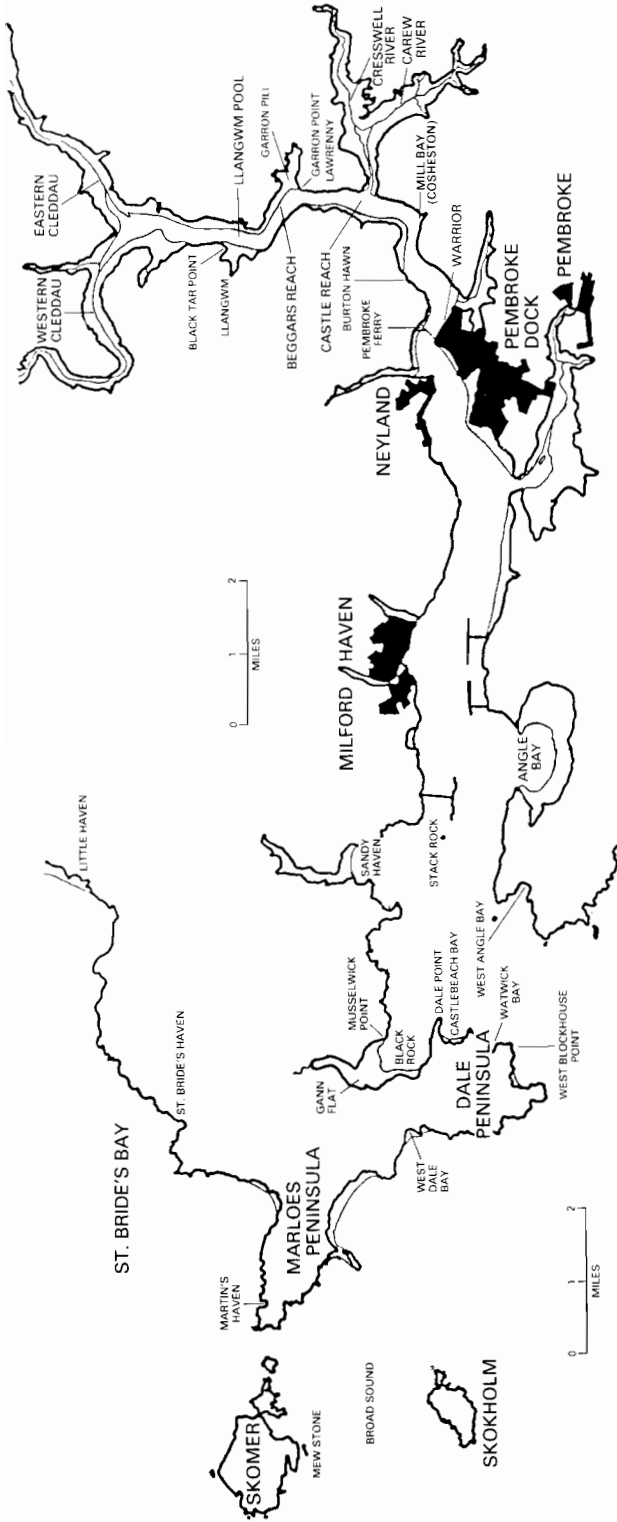 ST. BRIDE'S BAY
LITTLE HAVEN
ST. BRIDE'S HAVEN
MARTIN'S
HAVEN
MARLOES
PENINSULA
SKOMER
MEW STONE
BROAD SOUND
SKOKHOLM
0 1 2
MILES
WEST
DALE
BAY
GANN
FLAT
MUSSELWICK
POINT
BLACK
ROCK
DALE POINT
CASTLEBEACH BAY
DALE
PENINSULA
WATWICK
BAY
WEST BLOCKHOUSE
POINT
WEST ANGLE BAY
SANDY
HAVEN
STACK ROCK
ANGLE
BAY
MILFORD HAVEN
0 1 2
MILES
NEYLAND
PEMBROKE
FERRY
BURTON HAWN
CASTLE REACH
BEGGARS REACH
LLANGWM
BLACK TAR POINT
WESTERN
CLEDDAU
EASTERN
CLEDDAU
LLANGWM POOL
GARRON PILL
GARRON POINT
LAWRENNY
CRESSWELL
RIVER
CAREW
RIVER
MILL BAY
(COSHESTON)
WARRIOR
PEMBROKE
DOCK
PEMBROKE